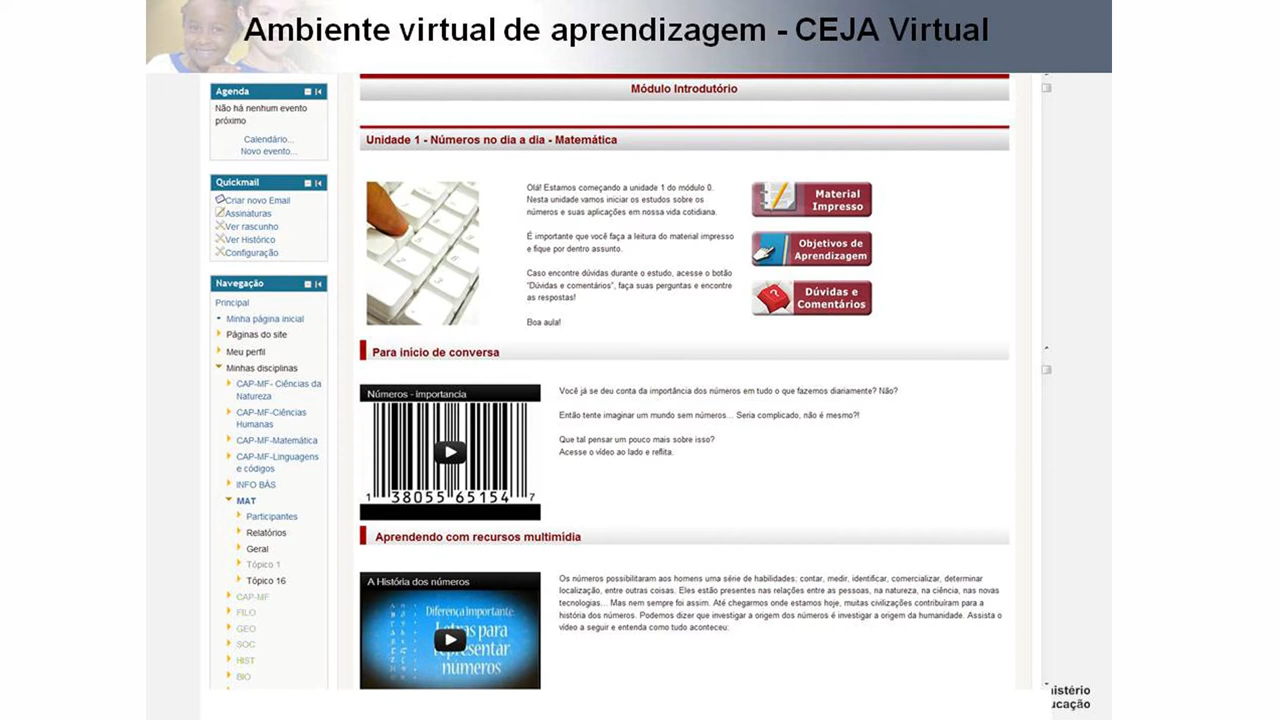 Ambiente virtual de aprendizagem - CEJA Virtual
Agenda
Não há nenhum evento
próximo
Calendário...
Novo evento...
Quickmail
Criar novo Email
Assinaturas
Ver rascunho
Ver Histórico
Configuração
Navegação
Principal
Minha página inicial
Páginas do site
Meu perfil
Minhas disciplinas
CAP-MF- Ciências da
Natureza
CAP-MF-Ciências
Humanas
CAP-MF-Matemática
CAP-MF-Linguagens
e códigos
INFO BÁS
MAT
Participantes
Relatórios
Geral
Tópico 1
Tópico 16
CAP-MF
FILO
GEO
SOC
HIST
BIO
Módulo Introdutório
Unidade 1 - Números no dia a dia - Matemática
Olá! Estamos começando a unidade 1 do módulo 0.
Nesta unidade vamos iniciar os estudos sobre os
números e suas aplicações em nossa vida cotidiana.
É importante que você faça a leitura do material impresso
e fique por dentro assunto.
Caso encontre dúvidas durante o estudo, acesse o botão
"Dúvidas e comentários", faça suas perguntas e encontre
as respostas!
Boa aula!
Material
Impresso
Objetivos de
Aprendizagem
Dúvidas e
Comentários
Para início de conversa
Números - importancia
1 38055 65154 7
Você já se deu conta da importância dos números em tudo o que fazemos diariamente? Não?
Então tente imaginar um mundo sem números... Seria complicado, não é mesmo?!
Que tal pensar um pouco mais sobre isso?
Acesse o vídeo ao lado e reflita.
Aprendendo com recursos multimídia
A História dos números
Diferença importante
Letras para
representar
números
Os números possibilitaram aos homens uma série de habilidades: contar, medir, identificar, comercializar, determinar
localização, entre outras coisas. Eles estão presentes nas relações entre as pessoas, na natureza, na ciência, nas novas
tecnologias... Mas nem sempre foi assim. Até chegarmos onde estamos hoje, muitas civilizações contribuíram para a
história dos números. Podemos dizer que investigar a origem dos números é investigar a origem da humanidade. Assista o
vídeo a seguir e entenda como tudo aconteceu:
nistério
ucação